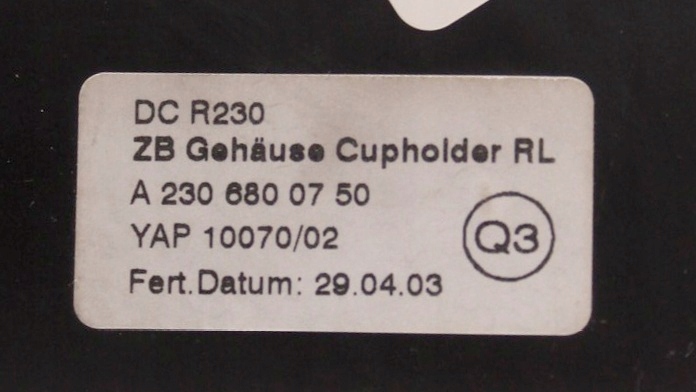 DC R230
ZB Gehäuse Cupholder RL
A 230 680 07 50
YAP 10070/02
Q3
Fert.Datum: 29.04.03